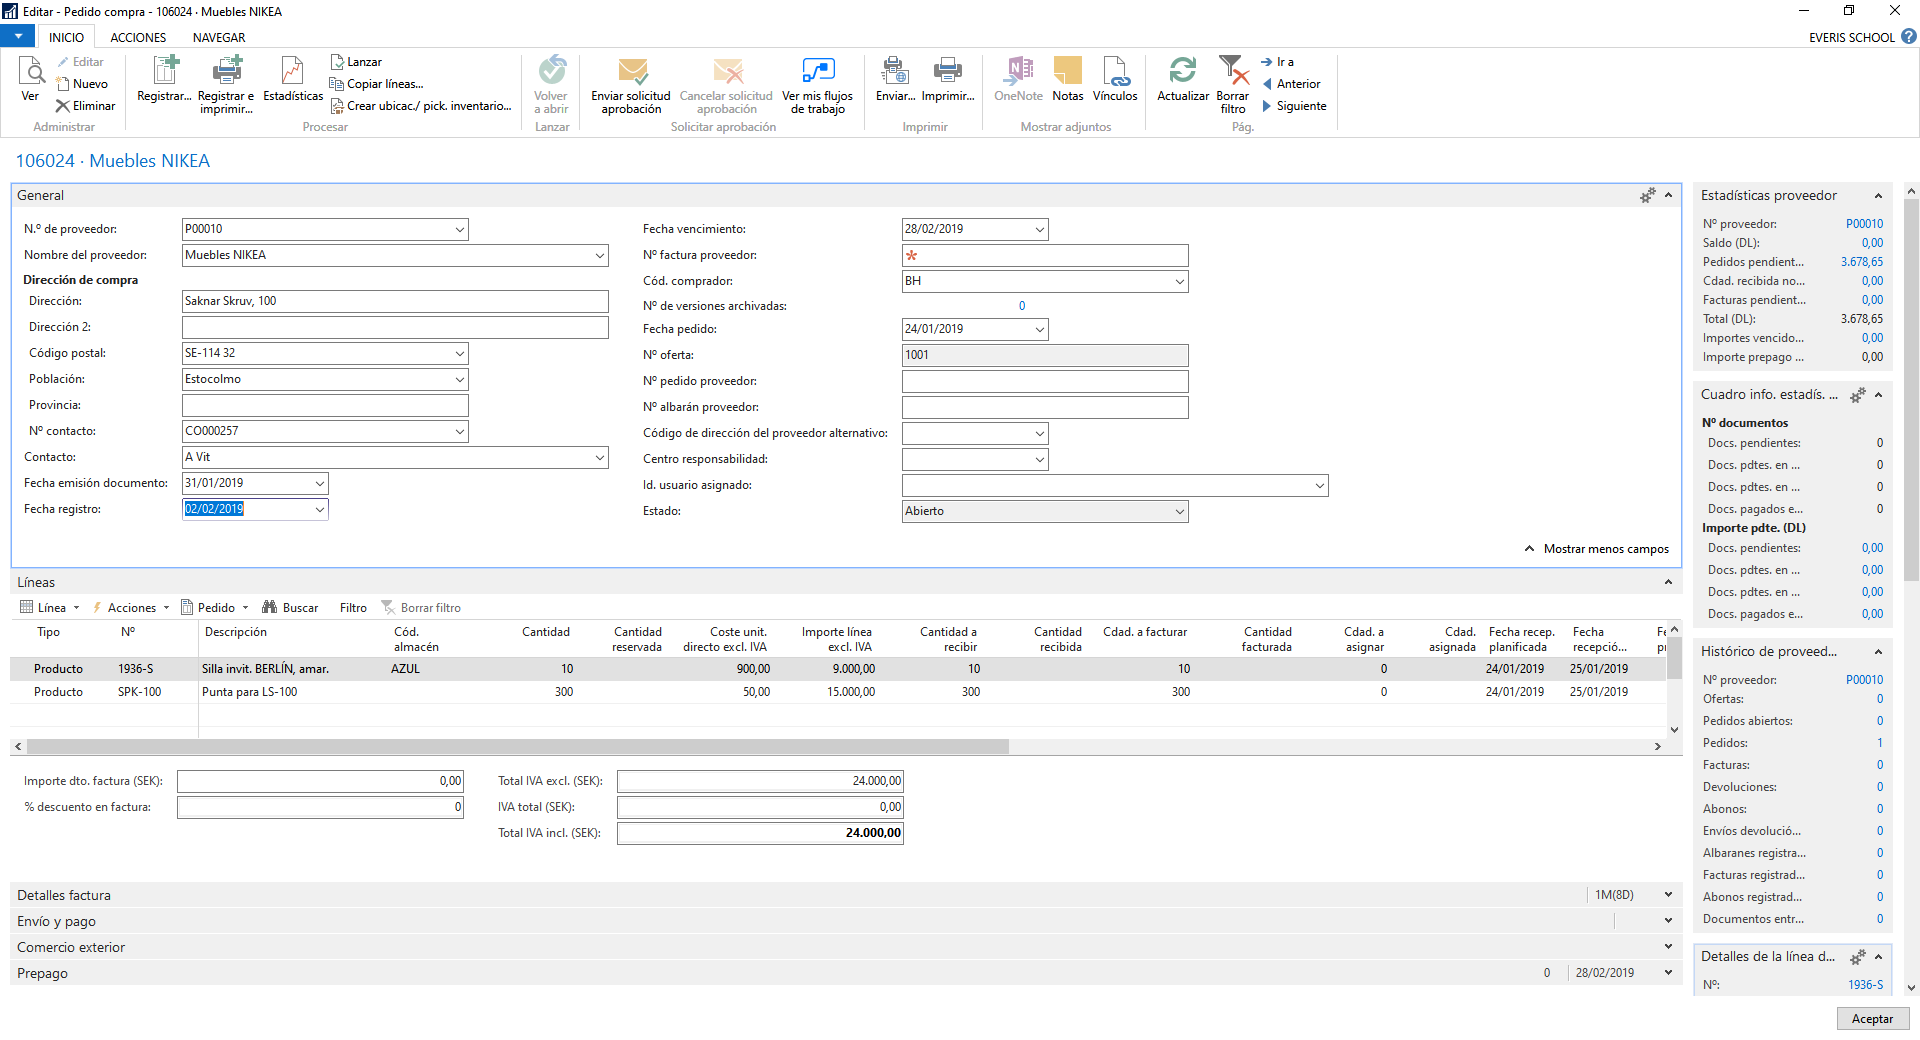 Editar - Pedido compra - 106024 · Muebles NIKEA
INICIO ACCIONES NAVEGAR EVERIS SCHOOL ?
Ver
Editar
Nuevo
Eliminar
Administrar
Registrar...
Registrar e imprimir...
Estadísticas
Lanzar
Copiar líneas...
Crear ubicac./ pick. inventario...
Procesar
Volver a abrir
Lanzar
Enviar solicitud aprobación
Cancelar solicitud aprobación
Ver mis flujos de trabajo
Solicitar aprobación
Enviar...
Imprimir...
Imprimir
OneNote
Notas
Vínculos
Mostrar adjuntos
Actualizar
Borrar filtro
Ir a
Anterior
Siguiente
Pág.
106024 · Muebles NIKEA
General
N.º de proveedor: P00010
Nombre del proveedor: Muebles NIKEA
Dirección de compra
Dirección: Saknar Skruv, 100
Dirección 2:
Código postal: SE-114 32
Población: Estocolmo
Provincia:
Nº contacto: CO000257
Contacto: A Vit
Fecha emisión documento: 31/01/2019
Fecha registro: 02/02/2019
Fecha vencimiento: 28/02/2019
Nº factura proveedor: *
Cód. comprador: BH
Nº de versiones archivadas: 0
Fecha pedido: 24/01/2019
Nº oferta: 1001
Nº pedido proveedor:
Nº albarán proveedor:
Código de dirección del proveedor alternativo:
Centro responsabilidad:
Id. usuario asignado:
Estado: Abierto
Mostrar menos campos
Líneas
Línea Acciones Pedido Buscar Filtro Borrar filtro
Tipo Nº Descripción Cód. Cantidad Cantidad Coste unit. Importe línea Cantidad a Cantidad Cdad. a facturar Cantidad Cdad. a Cdad. Fecha recep. Fecha Fe
almacén reservada directo excl. IVA excl. IVA recibir recibida facturada asignar asignada planificada recepció... pr
Producto 1936-S Silla invit. BERLÍN, amar. AZUL 10 900,00 9.000,00 10 10 0 24/01/2019 25/01/2019
Producto SPK-100 Punta para LS-100 300 50,00 15.000,00 300 300 0 24/01/2019 25/01/2019
Importe dto. factura (SEK): 0,00
% descuento en factura: 0
Total IVA excl. (SEK): 24.000,00
IVA total (SEK): 0,00
Total IVA incl. (SEK): 24.000,00
Detalles factura 1M(8D)
Envío y pago
Comercio exterior
Prepago 0 28/02/2019
Estadísticas proveedor
Nº proveedor: P00010
Saldo (DL): 0,00
Pedidos pendient... 3.678,65
Cdad. recibida no... 0,00
Facturas pendient... 0,00
Total (DL): 3.678,65
Importes vencido... 0,00
Importe prepago ... 0,00
Cuadro info. estadís. ...
Nº documentos
Docs. pendientes: 0
Docs. pdtes. en ... 0
Docs. pdtes. en ... 0
Docs. pagados e... 0
Importe pdte. (DL)
Docs. pendientes: 0,00
Docs. pdtes. en ... 0,00
Docs. pdtes. en ... 0,00
Docs. pagados e... 0,00
Histórico de proveed...
Nº proveedor: P00010
Ofertas: 0
Pedidos abiertos: 0
Pedidos: 1
Facturas: 0
Devoluciones: 0
Abonos: 0
Envíos devolució... 0
Albaranes registra... 0
Facturas registrad... 0
Abonos registrad... 0
Documentos entr... 0
Detalles de la línea d...
Nº: 1936-S
Aceptar